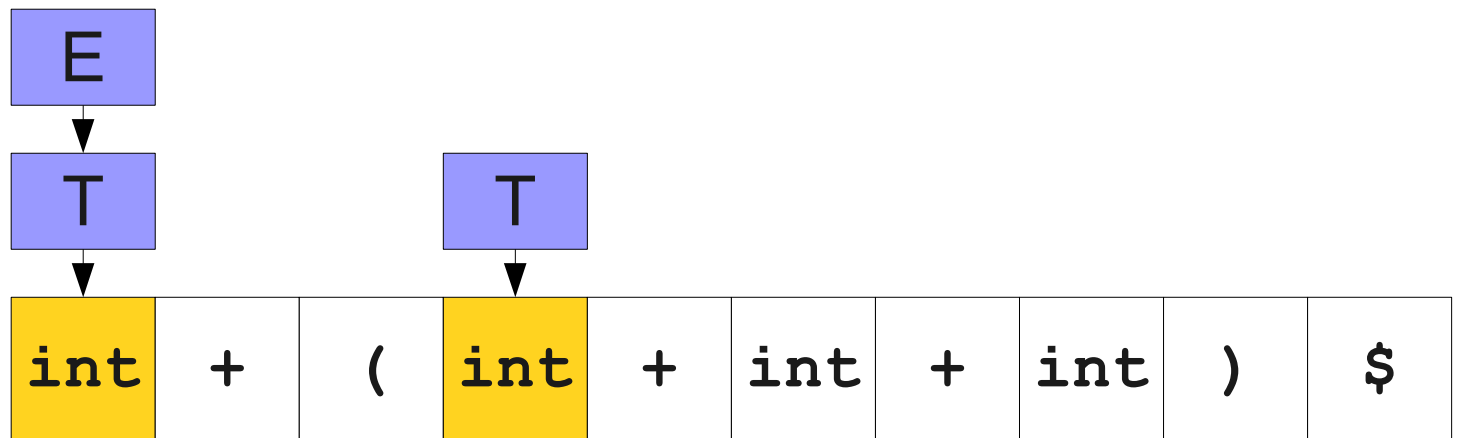 E
T T
int + ( int + int + int ) $